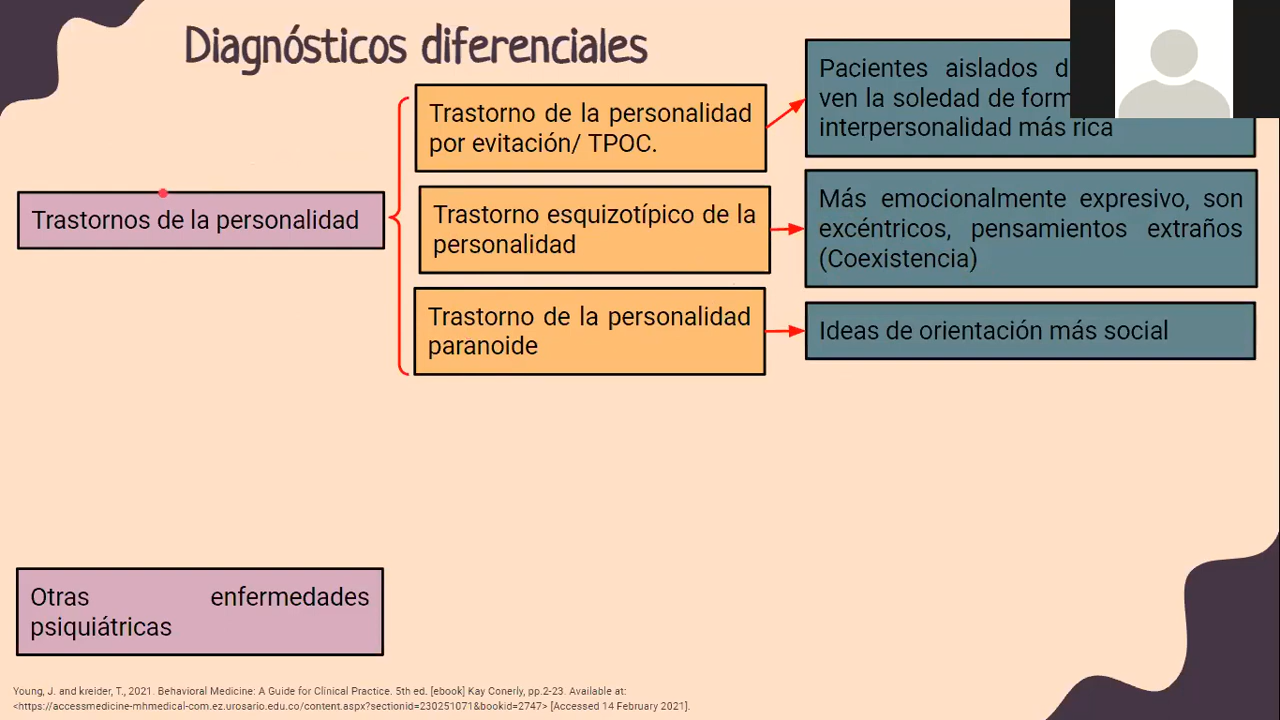 Diagnósticos diferenciales
Trastornos de la personalidad
Trastorno de la personalidad
por evitación/ TPOC.
Pacientes aislados
ven la soledad de
interpersonalidad más rica
Trastorno esquizotípico de la
personalidad
Más emocionalmente expresivo, son
excéntricos, pensamientos extraños
(Coexistencia)
Trastorno de la personalidad
paranoide
Ideas de orientación más social
Otras enfermedades
psiquiátricas
Young, J. and kreider, T., 2021. Behavioral Medicine: A Guide for Clinical Practice. 5th ed. [ebook] Kay Conerly, pp.2-23. Available at:
<https://accessmedicine-mhmedical-com.ez.urosario.edu.co/content.aspx?sectionid=230251071&bookid=2747> [Accessed 14 February 2021].